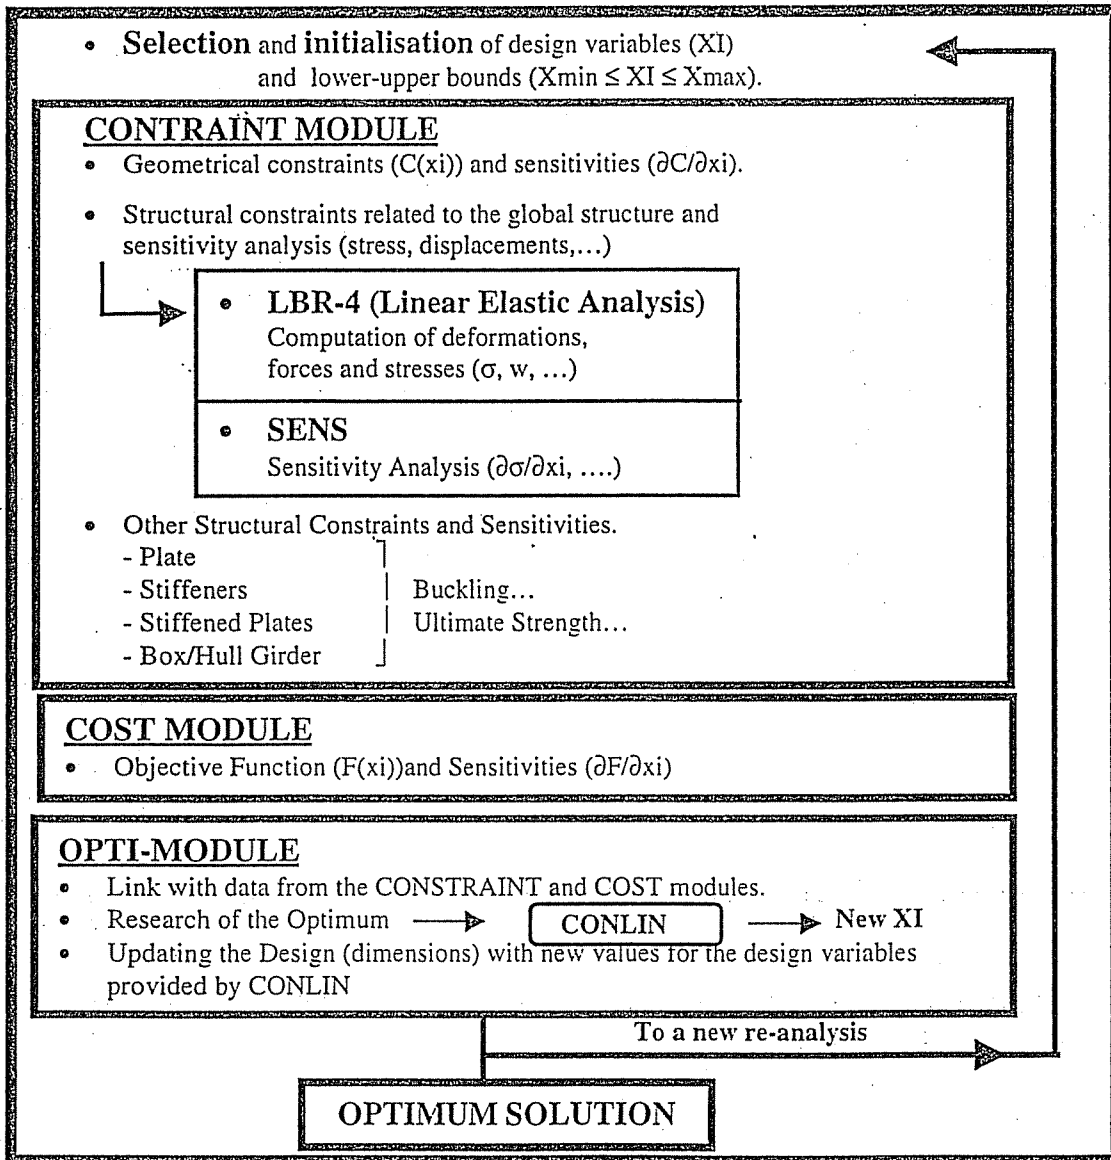 • Selection and initialisation of design variables (XI)
and lower-upper bounds (Xmin ≤ XI ≤ Xmax).
CONTRAINT MODULE
• Geometrical constraints (C(xi)) and sensitivities (∂C/∂xi).
• Structural constraints related to the global structure and
sensitivity analysis (stress, displacements,...)
• LBR-4 (Linear Elastic Analysis)
Computation of deformations,
forces and stresses (σ, w, ...)
• SENS
Sensitivity Analysis (∂σ/∂xi, ....)
• Other Structural Constraints and Sensitivities.
- Plate
- Stiffeners Buckling...
- Stiffened Plates Ultimate Strength...
- Box/Hull Girder
COST MODULE
• Objective Function (F(xi))and Sensitivities (∂F/∂xi)
OPTI-MODULE
• Link with data from the CONSTRAINT and COST modules.
• Research of the Optimum CONLIN New XI
• Updating the Design (dimensions) with new values for the design variables
provided by CONLIN
To a new re-analysis
OPTIMUM SOLUTION